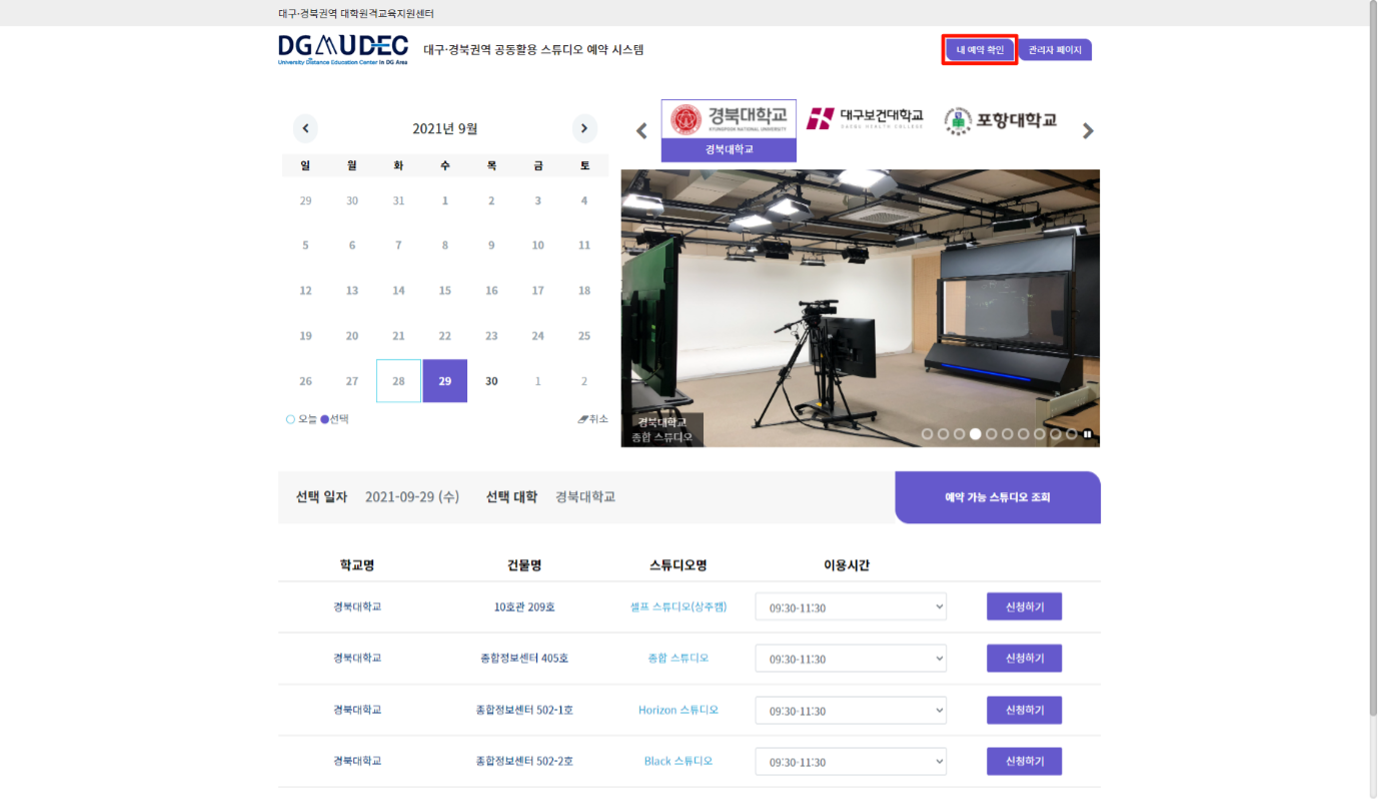 대구·경북권역 대학원격교육지원센터
DGUDEC
University Distance Education Center in DG Area
대구·경북권역 공동활용 스튜디오 예약 시스템
내 예약 확인
관리자 페이지
2021년 9월
일 월 화 수 목 금 토
29 30 31 1 2 3 4
5 6 7 8 9 10 11
12 13 14 15 16 17 18
19 20 21 22 23 24 25
26 27 28 29 30 1 2
오늘 선택 취소
경북대학교
KYUNGPOOK NATIONAL UNIVERSITY
경북대학교
대구보건대학교
DAEGU HEALTH COLLEGE
포항대학교
경북대학교
종합 스튜디오
선택 일자 2021-09-29 (수) 선택 대학 경북대학교
예약 가능 스튜디오 조회
학교명 건물명 스튜디오명 이용시간
경북대학교 10호관 209호 셀프 스튜디오(상주캠) 09:30-11:30 신청하기
경북대학교 종합정보센터 405호 종합 스튜디오 09:30-11:30 신청하기
경북대학교 종합정보센터 502-1호 Horizon 스튜디오 09:30-11:30 신청하기
경북대학교 종합정보센터 502-2호 Black 스튜디오 09:30-11:30 신청하기